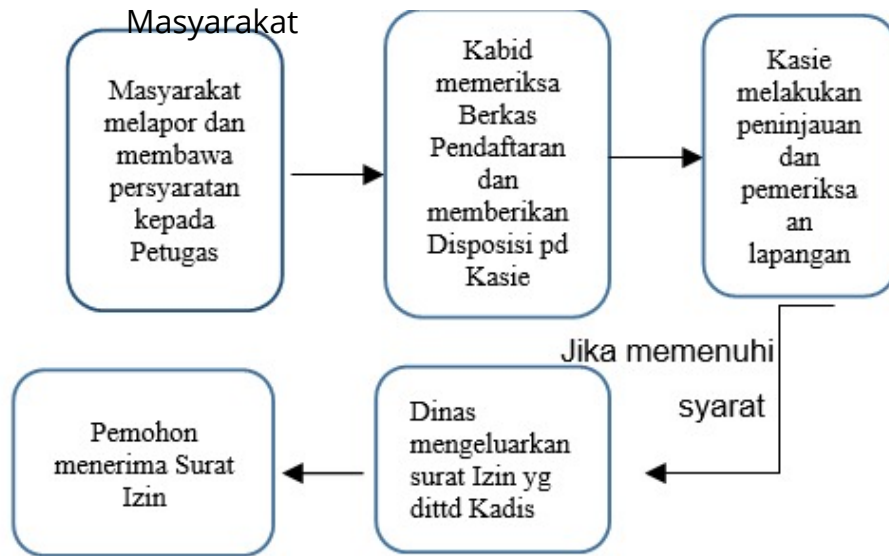 Masyarakat
Masyarakat
melapor dan
membawa
persyaratan
kepada
Petugas
Kabid
memeriksa
Berkas
Pendaftaran
dan
memberikan
Disposisi pd
Kasie
Kasie
melakukan
peninjauan
dan
pemeriksa
an
lapangan
Jika memenuhi
syarat
Dinas
mengeluarkan
surat Izin yg
dittd Kadis
Pemohon
menerima Surat
Izin